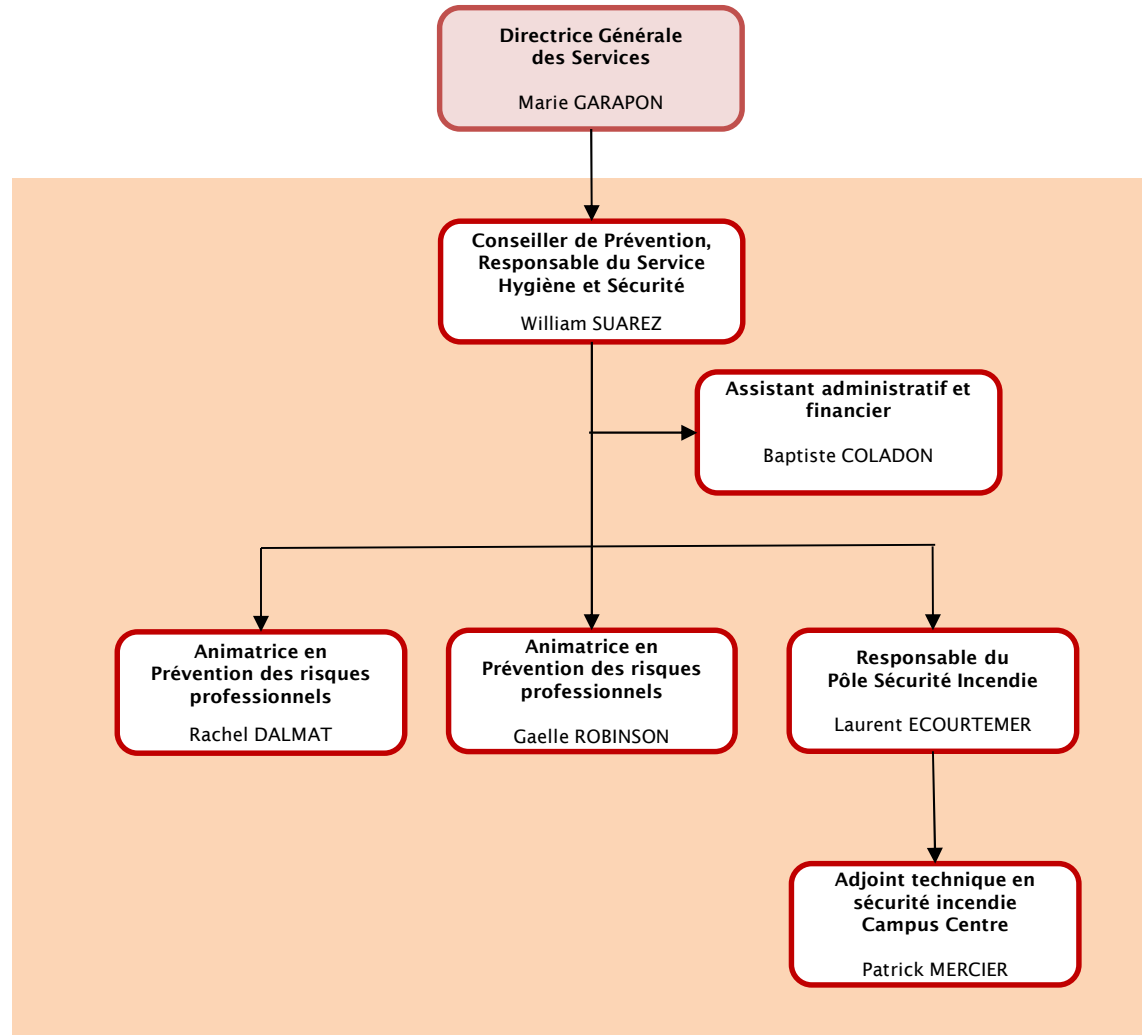 Directrice Générale
des Services
Marie GARAPON
Conseiller de Prévention,
Responsable du Service
Hygiène et Sécurité
William SUAREZ
Assistant administratif et
financier
Baptiste COLADON
Animatrice en
Prévention des risques
professionnels
Rachel DALMAT
Animatrice en
Prévention des risques
professionnels
Gaelle ROBINSON
Responsable du
Pôle Sécurité Incendie
Laurent ECOURTEMER
Adjoint technique en
sécurité incendie
Campus Centre
Patrick MERCIER